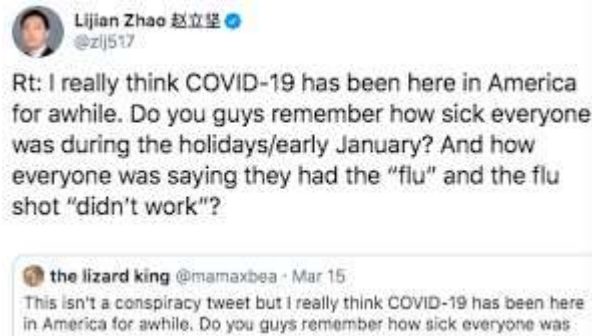 Lijian Zhao 赵立坚
@zlj517
Rt: I really think COVID-19 has been here in America
for awhile. Do you guys remember how sick everyone
was during the holidays/early January? And how
everyone was saying they had the “flu” and the flu
shot “didn’t work”?
the lizard king @mamaxbea · Mar 15
This isn't a conspiracy tweet but I really think COVID-19 has been here
in America for awhile. Do you guys remember how sick everyone was